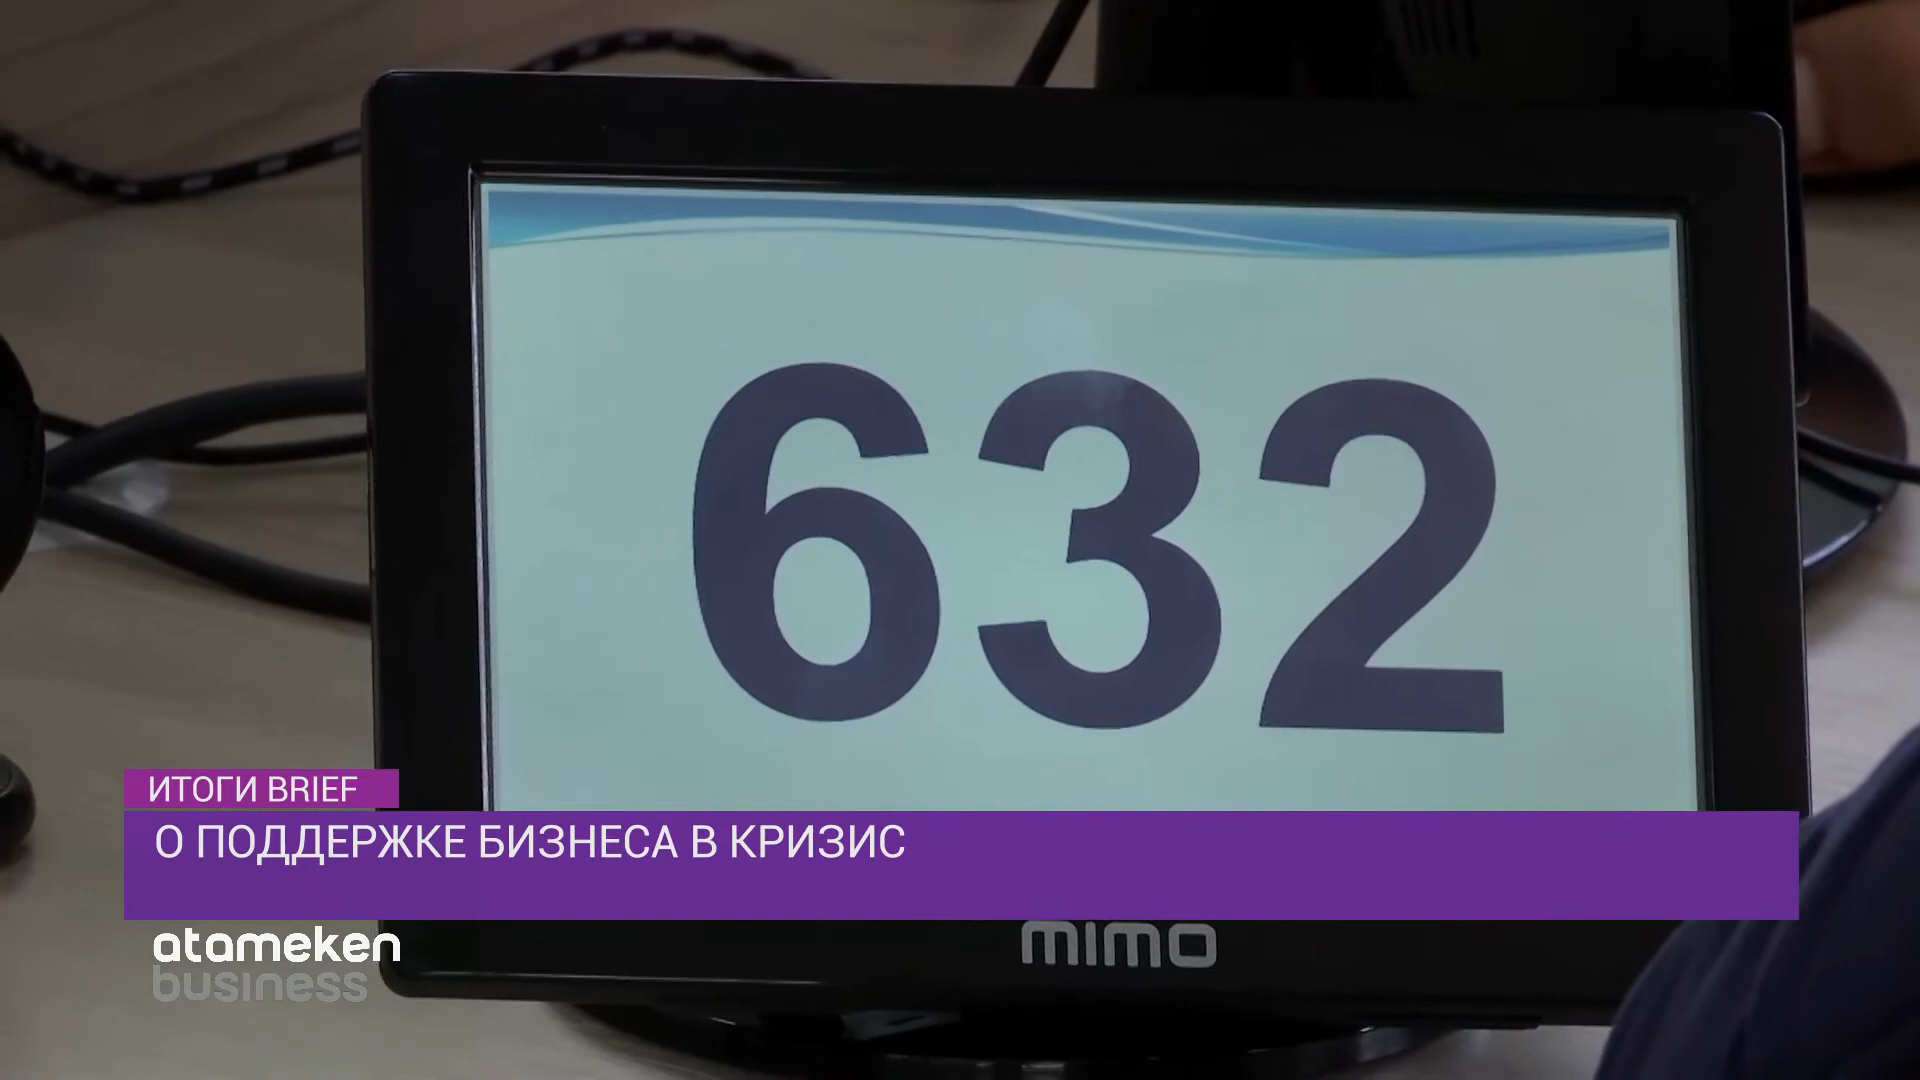 632
ИТОГИ BRIEF
О ПОДДЕРЖКЕ БИЗНЕСА В КРИЗИС
mimo
atameken
business